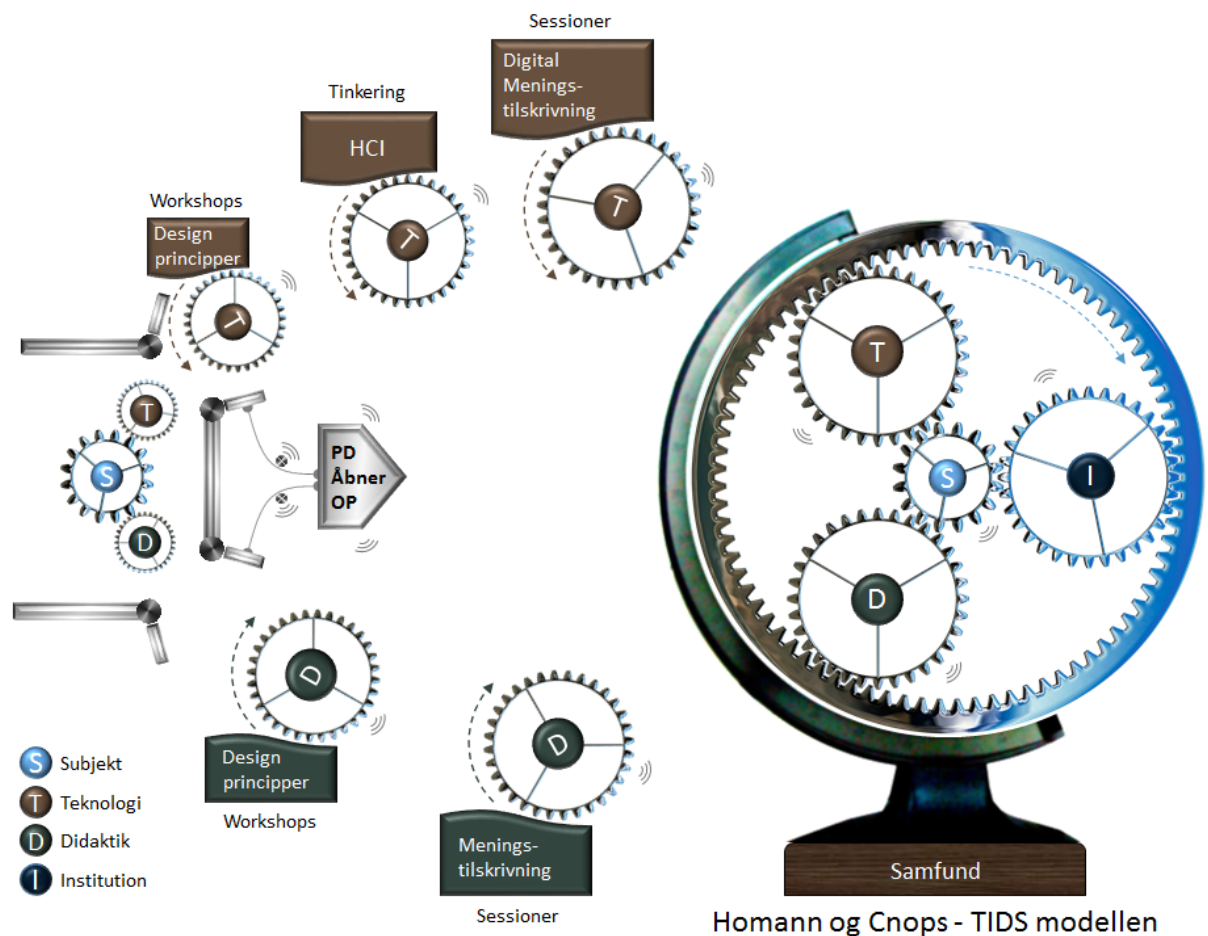 Sessioner
Digital
Menings-
tilskrivning
T
Tinkering
HCI
T
Workshops
Design
principper
T
T
S
D
PD
Åbner
OP
D
Design
principper
Workshops
D
Menings-
tilskrivning
Sessioner
T
S
I
D
S Subjekt
T Teknologi
D Didaktik
I Institution
Samfund
Homann og Cnops - TIDS modellen